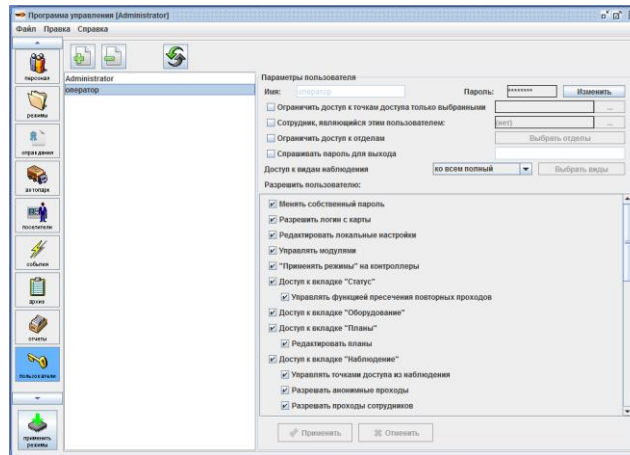 Программа управления [Administrator]
Файл Правка Справка
персонал
режимы
оправдания
автопарк
посетители
события
архив
отчеты
пользователи
применить
режимы
Administrator
оператор
Параметры пользователя
Имя: оператор Пароль: ******** Изменить
Ограничить доступ к точкам доступа только выбранными ...
Сотрудник, являющийся этим пользователем: (нет) ...
Ограничить доступ к отделам Выбрать отделы
Спрашивать пароль для выхода
Доступ к видам наблюдения ко всем полный Выбрать виды
Разрешить пользователю:
Менять собственный пароль
Разрешить логин с карты
Редактировать локальные настройки
Управлять модулями
"Применять режимы" на контроллеры
Доступ к вкладке "Статус"
Управлять функцией пресечения повторных проходов
Доступ к вкладке "Оборудование"
Доступ к вкладке "Планы"
Редактировать планы
Доступ к вкладке "Наблюдение"
Управлять точками доступа из наблюдения
Разрешать анонимные проходы
Разрешать проходы сотрудников
Применить Отменить